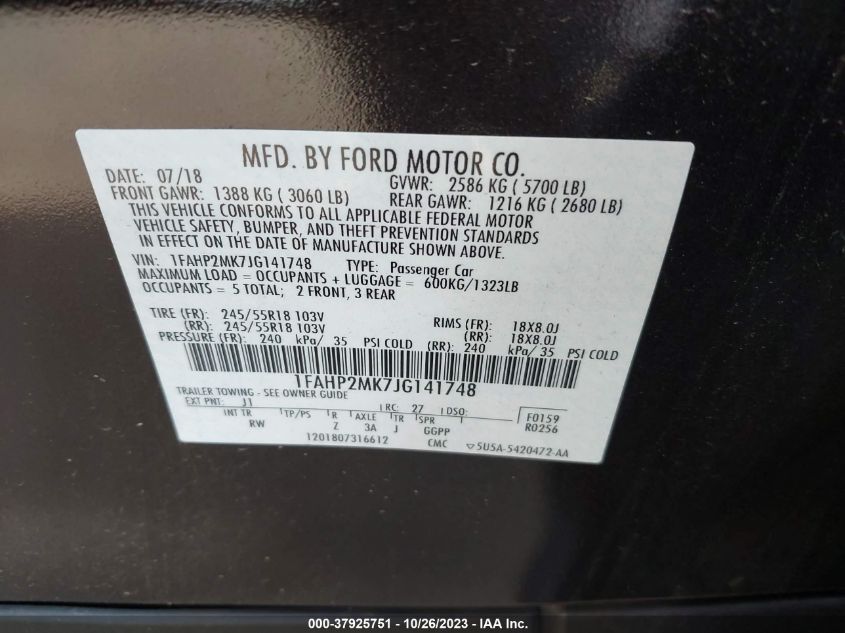 MFD. BY FORD MOTOR CO.
DATE: 07/18 GVWR: 2586 KG ( 5700 LB)
FRONT GAWR: 1388 KG ( 3060 LB) REAR GAWR: 1216 KG ( 2680 LB)
THIS VEHICLE CONFORMS TO ALL APPLICABLE FEDERAL MOTOR
VEHICLE SAFETY, BUMPER, AND THEFT PREVENTION STANDARDS
IN EFFECT ON THE DATE OF MANUFACTURE SHOWN ABOVE.
VIN: 1FAHP2MK7JG141748 TYPE: Passenger Car
MAXIMUM LOAD = OCCUPANTS + LUGGAGE = 600KG/1323LB
OCCUPANTS = 5 TOTAL; 2 FRONT, 3 REAR
TIRE (FR): 245/55R18 103V RIMS (FR): 18X8.0J
(RR): 245/55R18 103V (RR): 18X8.0J
PRESSURE (FR): 240 kPa/ 35 PSI COLD (RR): 240 kPa/ 35 PSI COLD
1FAHP2MK7JG141748
TRAILER TOWING - SEE OWNER GUIDE
EXT PNT: J1 RC: 27 DSO: F0159
INT TR TP/PS R AXLE TR SPR R0256
RW Z 3A J GGPP
1201807316612 CMC ▽5U5A-5420472-AA
000-37925751 - 10/26/2023 - IAA Inc.